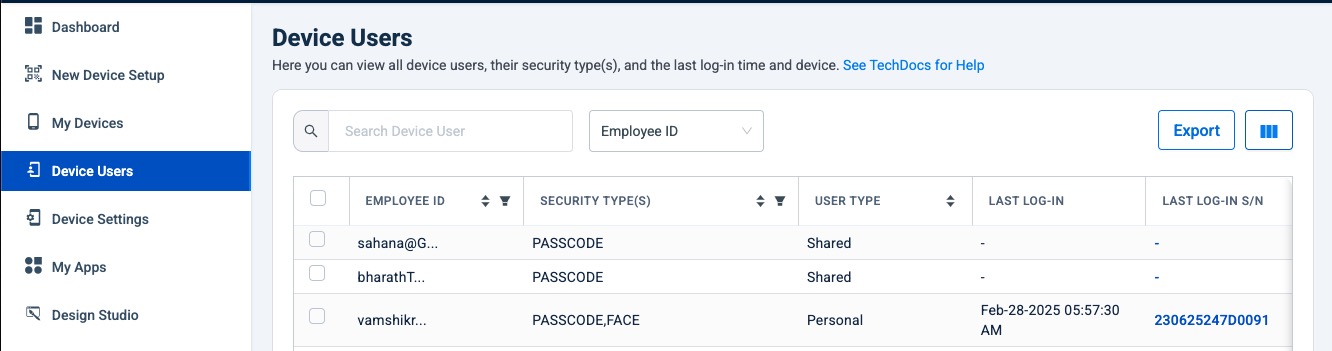 Dashboard
New Device Setup
My Devices
Device Users
Device Settings
My Apps
Design Studio
Device Users
Here you can view all device users, their security type(s), and the last log-in time and device. See TechDocs for Help
Search Device User
Employee ID
Export
EMPLOYEE ID SECURITY TYPE(S) USER TYPE LAST LOG-IN LAST LOG-IN S/N
sahana@G... PASSCODE Shared - -
bharathT... PASSCODE Shared - -
vamshikr... PASSCODE,FACE Personal Feb-28-2025 05:57:30 230625247D0091
AM